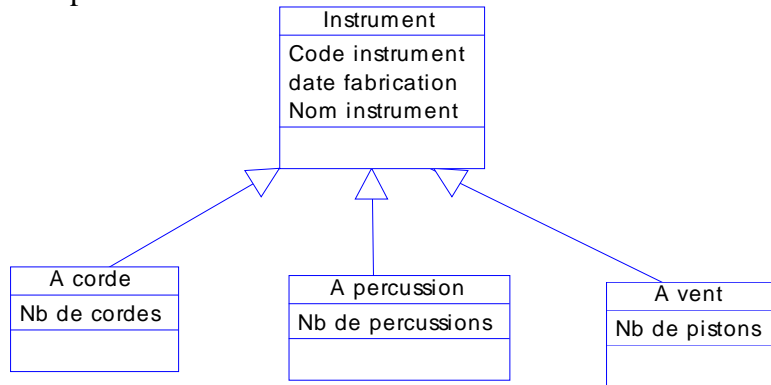 Instrument
Code instrument
date fabrication
Nom instrument
A corde
Nb de cordes
A percussion
Nb de percussions
A vent
Nb de pistons